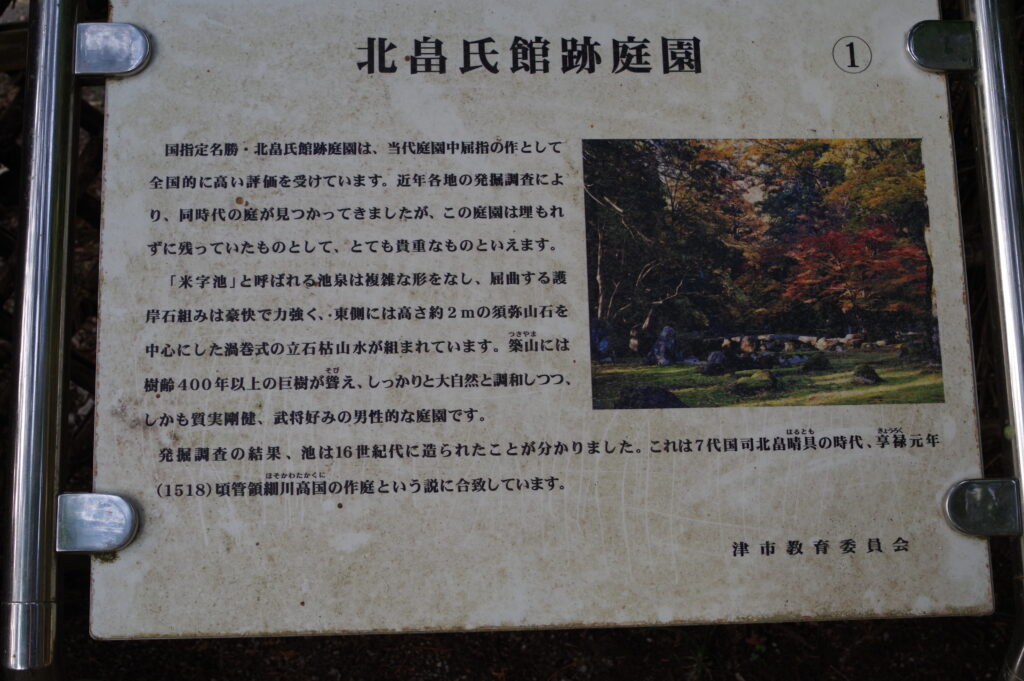 北畠氏館跡庭園
①
国指定名勝・北畠氏館跡庭園は、当代庭園中屈指の作として
全国的に高い評価を受けています。近年各地の発掘調査によ
り、同時代の庭が見つかってきましたが、この庭園は埋もれ
ずに残っていたものとして、とても貴重なものといえます。
「米字池」と呼ばれる池泉は複雑な形をなし、屈曲する護
岸石組みは豪快で力強く、東側には高さ約2mの須弥山石を
中心にした渦巻式の立石枯山水が組まれています。築山には
つきやま
樹齢400年以上の巨樹が聳え、しっかりと大自然と調和しつつ、
そび
しかも質実剛健、武将好みの男性的な庭園です。
発掘調査の結果、池は16世紀代に造られたことが分かりました。これは7代国司北畠晴具の時代、享禄元年
はるとも
きょうろく
(1518)頃管領細川高国の作庭という説に合致しています。
ほそかわたかくに
津市教育委員会